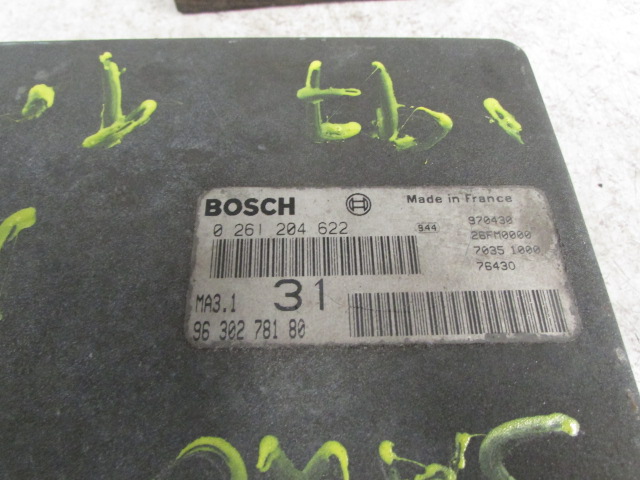 BOSCH Made in France
0 261 204 622 S44 970430
26FM0000
7035 1000
76430
MA3.1 31
96 302 781 80